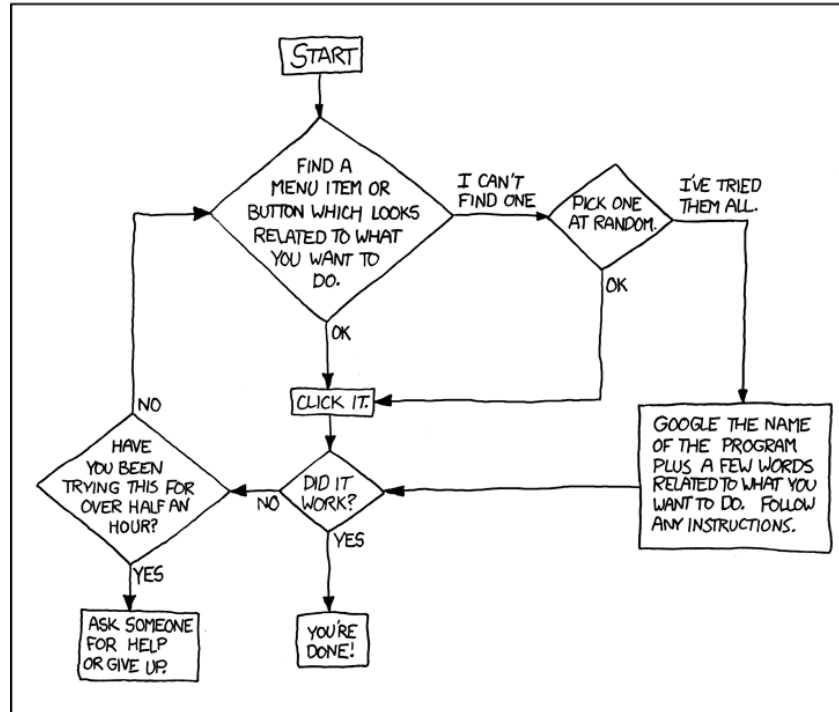 START
FIND A
MENU ITEM OR
BUTTON WHICH LOOKS
RELATED TO WHAT
YOU WANT TO
DO.
I CAN'T
FIND ONE
PICK ONE
AT RANDOM.
I'VE TRIED
THEM ALL.
OK
OK
CLICK IT.
NO
HAVE
YOU BEEN
TRYING THIS FOR
OVER HALF AN
HOUR?
NO
DID IT
WORK?
GOOGLE THE NAME
OF THE PROGRAM
PLUS A FEW WORDS
RELATED TO WHAT YOU
WANT TO DO. FOLLOW
ANY INSTRUCTIONS.
YES
YES
ASK SOMEONE
FOR HELP
OR GIVE UP.
YOU'RE
DONE!